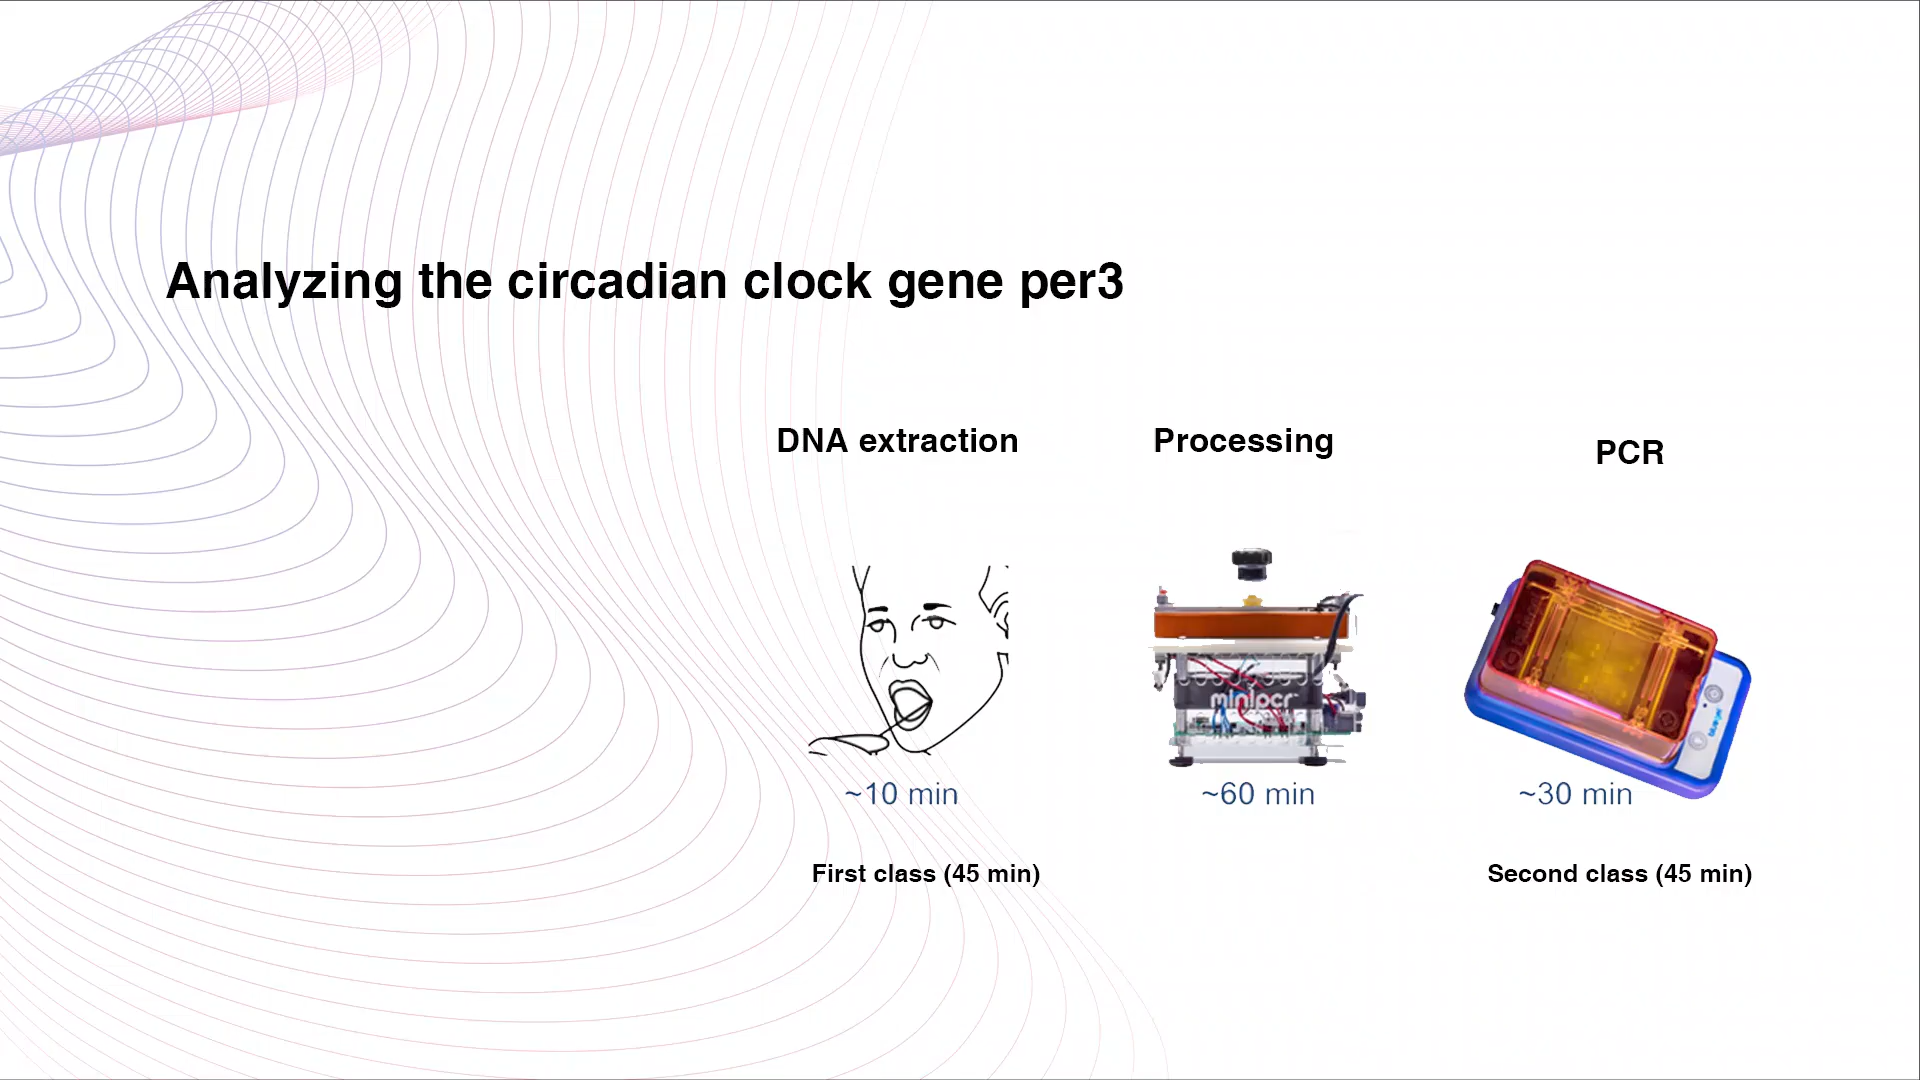 Analyzing the circadian clock gene per3
DNA extraction
Processing
PCR
minipcr
~10 min
~60 min
~30 min
First class (45 min)
Second class (45 min)